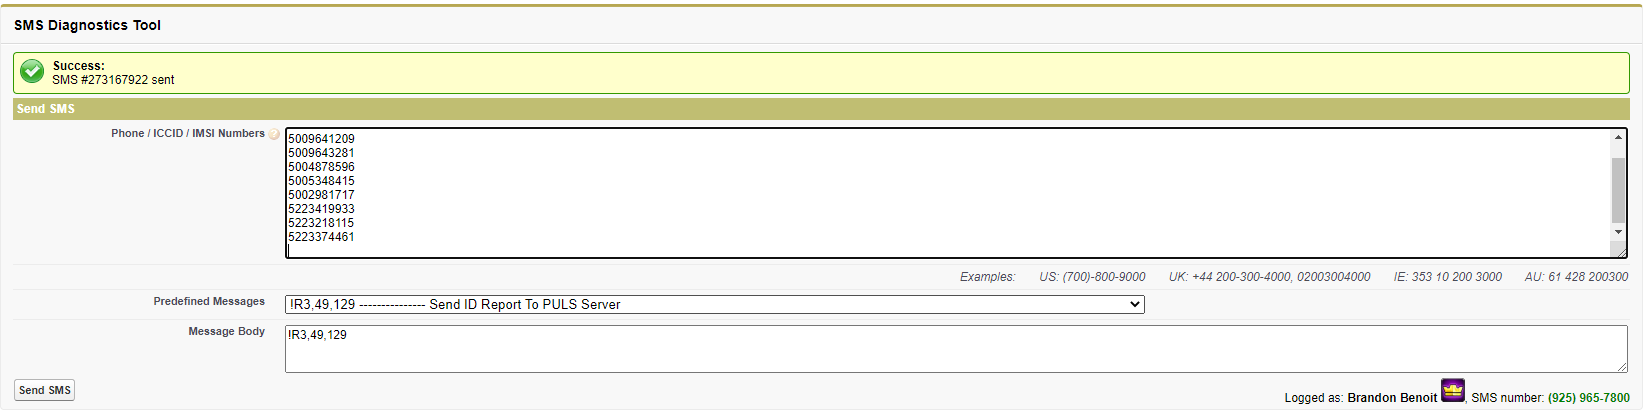 SMS Diagnostics Tool
Success:
SMS #273167922 sent
Send SMS
Phone / ICCID / IMSI Numbers ?
5009641209
5009643281
5004878596
5005348415
5002981717
5223419933
5223218115
5223374461
Examples: US: (700)-800-9000 UK: +44 200-300-4000, 02003004000 IE: 353 10 200 3000 AU: 61 428 200300
Predefined Messages !R3,49,129 --------------- Send ID Report To PULS Server
Message Body !R3,49,129
Send SMS
Logged as: Brandon Benoit , SMS number: (925) 965-7800